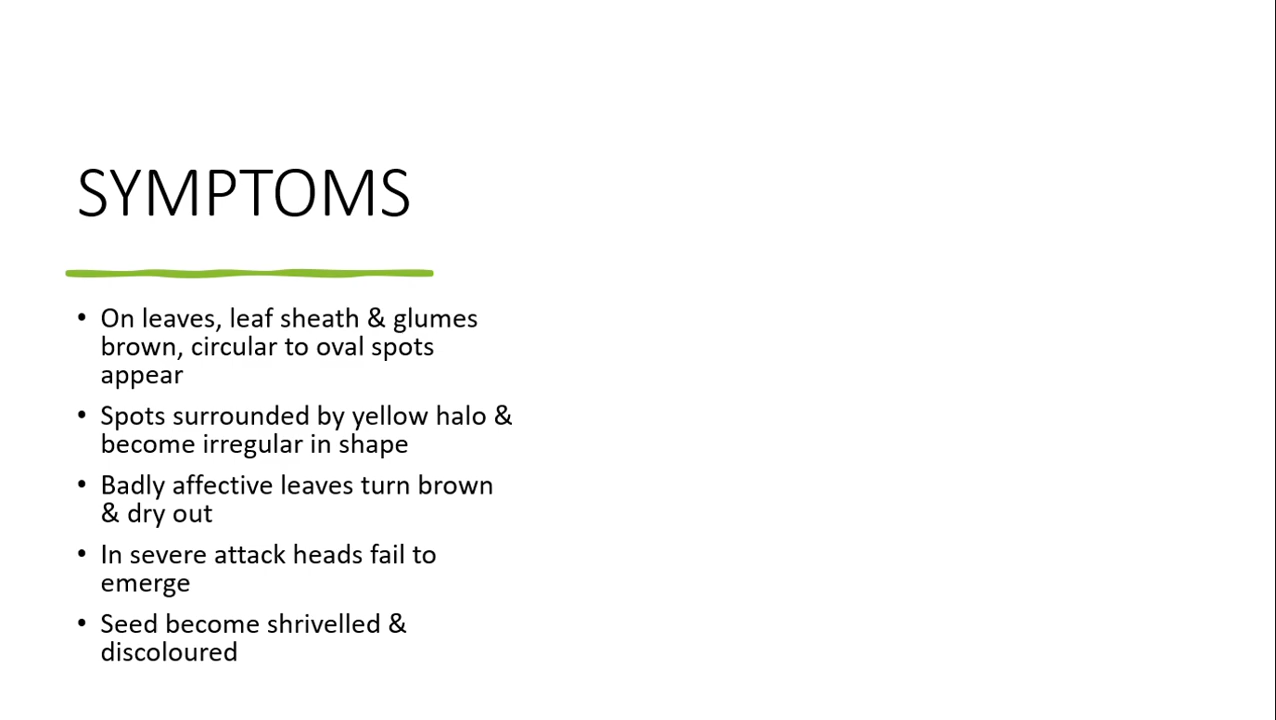 SYMPTOMS
• On leaves, leaf sheath & glumes
brown, circular to oval spots
appear
• Spots surrounded by yellow halo &
become irregular in shape
• Badly affective leaves turn brown
& dry out
• In severe attack heads fail to
emerge
• Seed become shrivelled &
discoloured